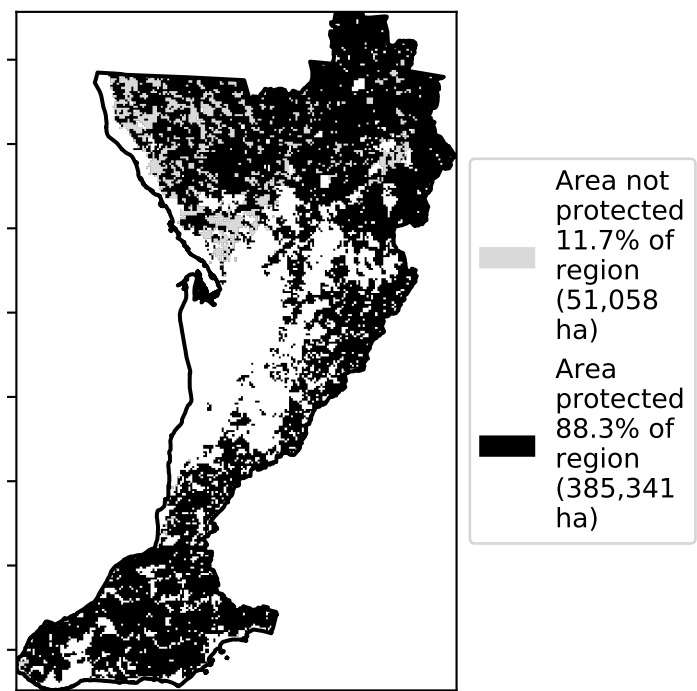 Area not
protected
11.7% of
region
(51,058
ha)
Area
protected
88.3% of
region
(385,341
ha)